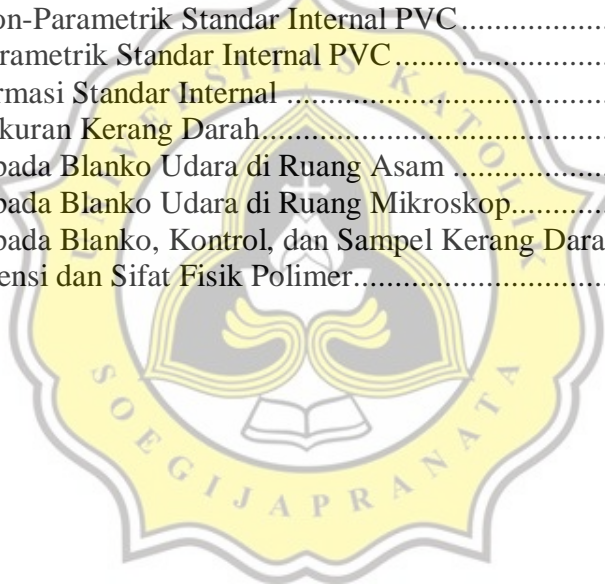 on-Parametrik Standar Internal PVC..............................
arametrik Standar Internal PVC..............................
rmasi Standar Internal ..............................
kuran Kerang Darah..............................
pada Blanko Udara di Ruang Asam ..............................
pada Blanko Udara di Ruang Mikroskop..............................
pada Blanko, Kontrol, dan Sampel Kerang Dara
ensi dan Sifat Fisik Polimer..............................
UNIVERSITAS KATOLIK
SOEGIJAPRANATA